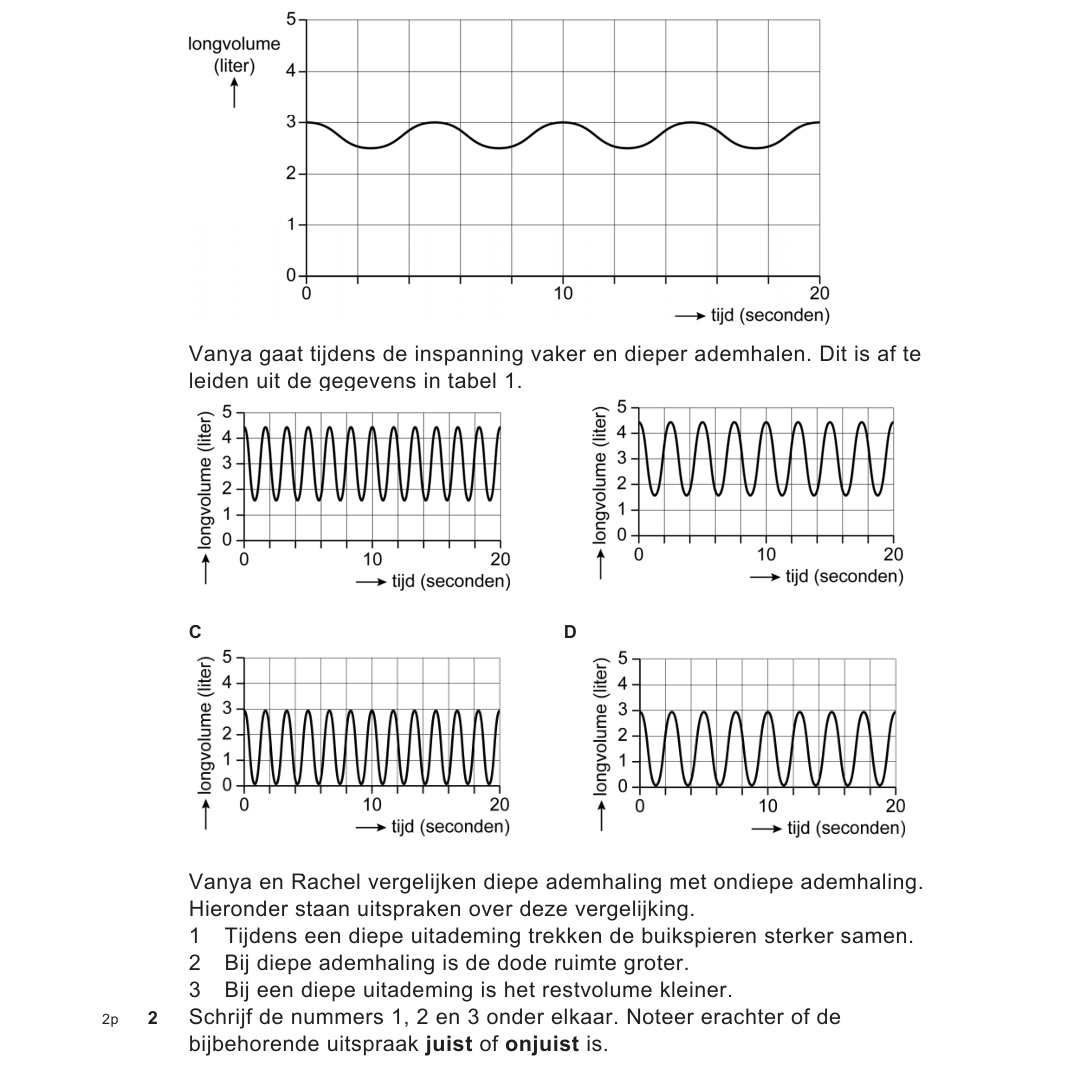 longvolume
(liter)
5
4
3
2
1
0
0 10 20
tijd (seconden)
Vanya gaat tijdens de inspanning vaker en dieper ademhalen. Dit is af te
leiden uit de gegevens in tabel 1.
longvolume (liter)
5
4
3
2
1
0
0 10 20
tijd (seconden)
longvolume (liter)
5
4
3
2
1
0
0 10 20
tijd (seconden)
C
longvolume (liter)
5
4
3
2
1
0
0 10 20
tijd (seconden)
D
longvolume (liter)
5
4
3
2
1
0
0 10 20
tijd (seconden)
Vanya en Rachel vergelijken diepe ademhaling met ondiepe ademhaling.
Hieronder staan uitspraken over deze vergelijking.
1 Tijdens een diepe uitademing trekken de buikspieren sterker samen.
2 Bij diepe ademhaling is de dode ruimte groter.
3 Bij een diepe uitademing is het restvolume kleiner.
2p 2 Schrijf de nummers 1, 2 en 3 onder elkaar. Noteer erachter of de
bijbehorende uitspraak juist of onjuist is.